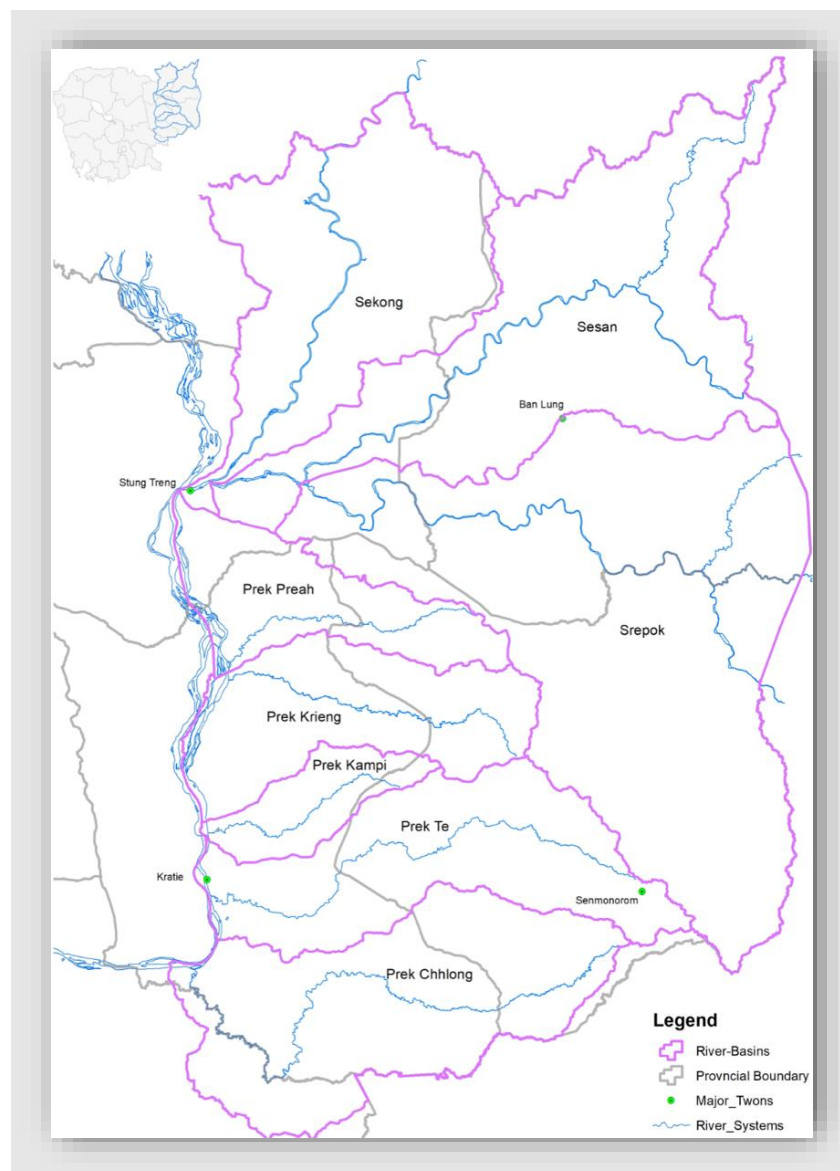 Sekong
Sesan
Ban Lung
Stung Treng
Prek Preah
Srepok
Prek Krieng
Prek Kampi
Prek Te
Kratie
Senmonorom
Prek Chhlong
Legend
River-Basins
Provncial Boundary
Major_Twons
River_Systems